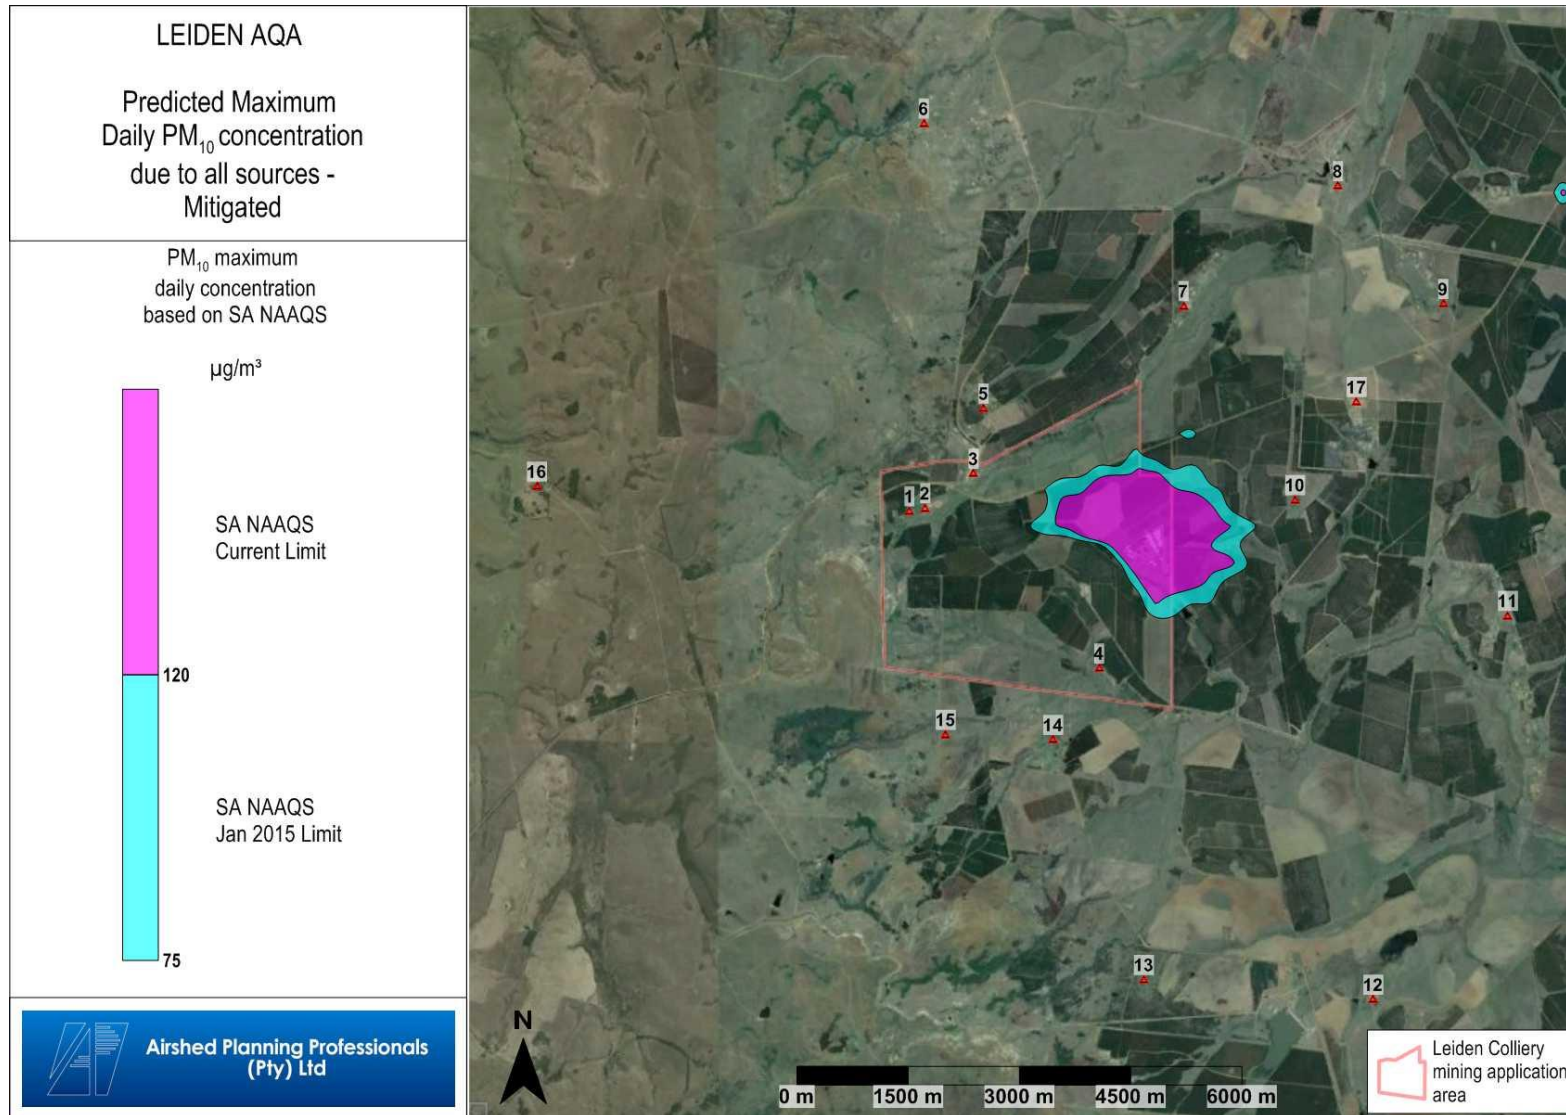 LEIDEN AQA
Predicted Maximum
Daily PM₁₀ concentration
due to all sources -
Mitigated
PM₁₀ maximum
daily concentration
based on SA NAAQS
µg/m³
SA NAAQS
Current Limit
120
SA NAAQS
Jan 2015 Limit
75
Airshed Planning Professionals
(Pty) Ltd
6
8
7
9
5
17
3
16
1 2
10
11
4
15
14
13
12
N
0 m 1500 m 3000 m 4500 m 6000 m
Leiden Colliery
mining application
area